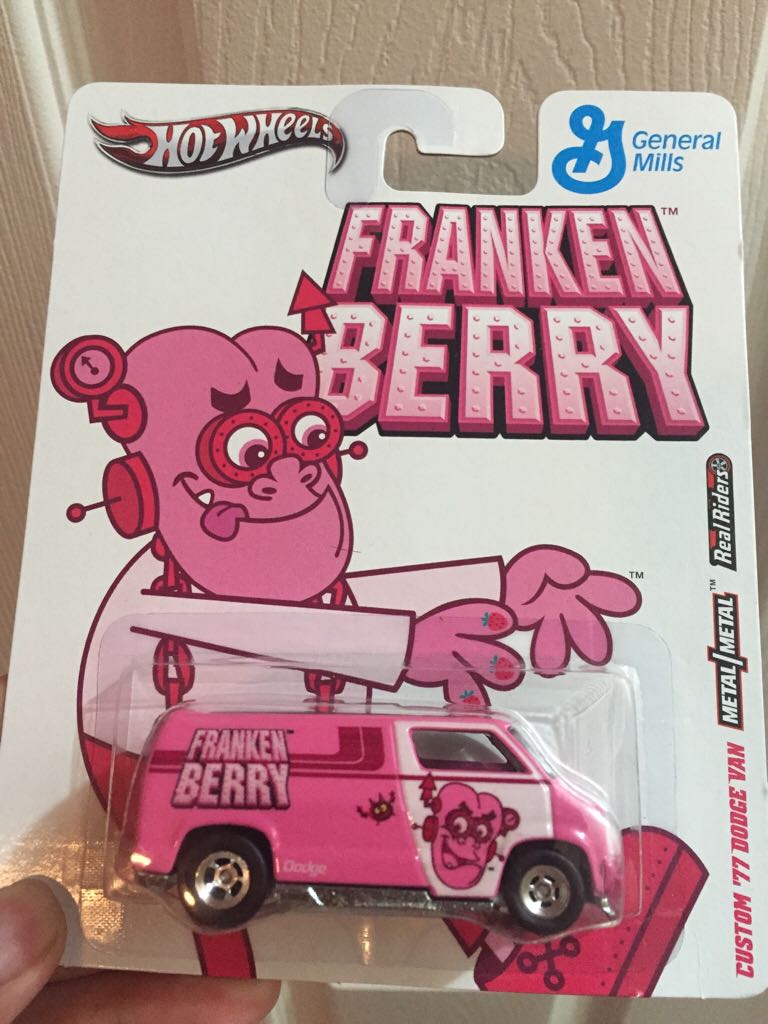 HOT WHEELS
General
Mills
FRANKEN™
BERRY
™
Real Riders
METAL/METAL™
CUSTOM '77 DODGE VAN
FRANKEN™
BERRY
Dodge